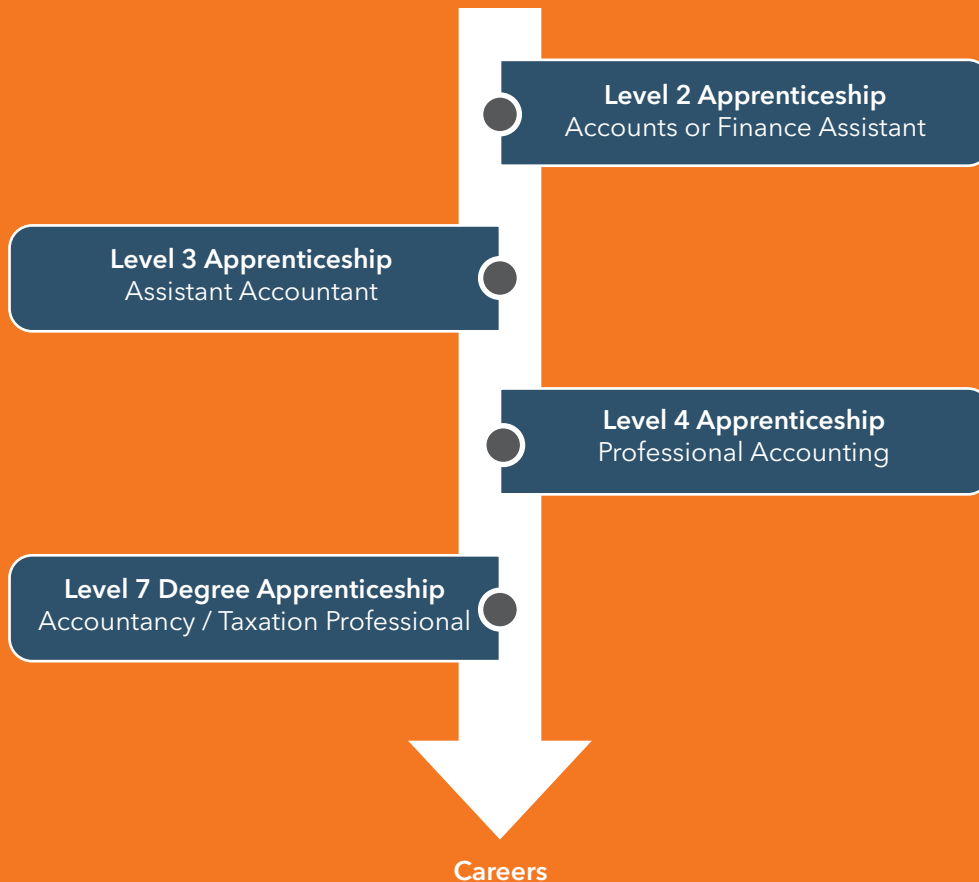 Level 2 Apprenticeship
Accounts or Finance Assistant
Level 3 Apprenticeship
Assistant Accountant
Level 4 Apprenticeship
Professional Accounting
Level 7 Degree Apprenticeship
Accountancy / Taxation Professional
Careers